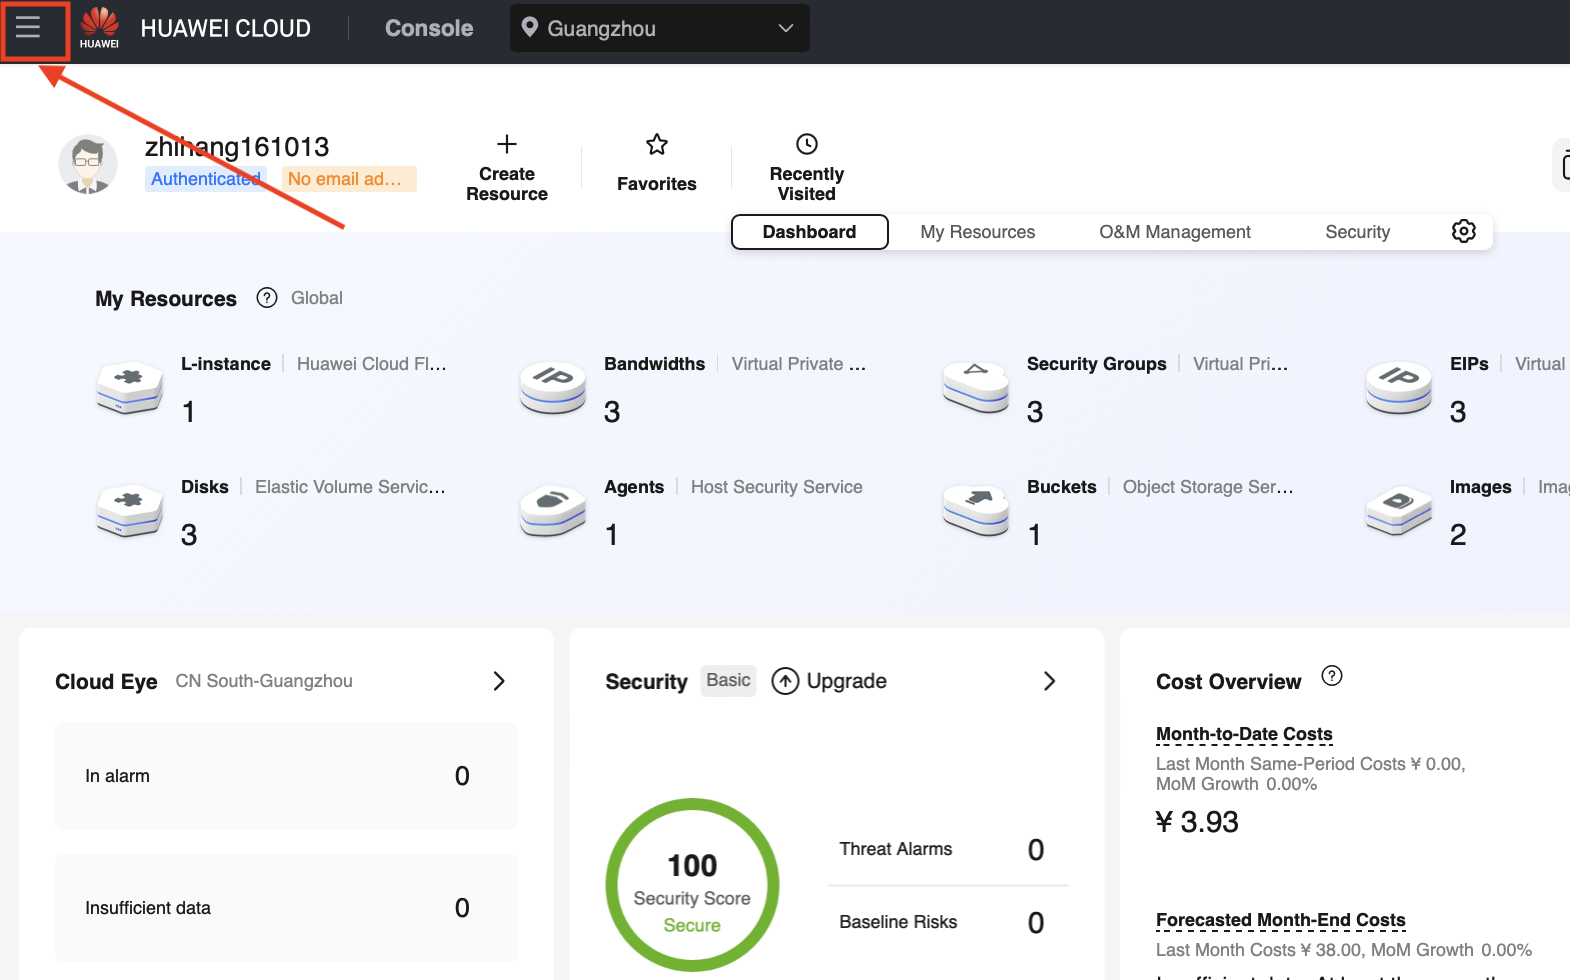 HUAWEI
HUAWEI CLOUD
Console
Guangzhou
zhihang161013
Authenticated
No email ad...
Create
Resource
Favorites
Recently
Visited
Dashboard
My Resources
O&M Management
Security
My Resources
?
Global
L-instance
Huawei Cloud Fl...
1
Bandwidths
Virtual Private ...
3
Security Groups
Virtual Pri...
3
EIPs
Virtual
3
Disks
Elastic Volume Servic...
3
Agents
Host Security Service
1
Buckets
Object Storage Ser...
1
Images
Imag
2
Cloud Eye
CN South-Guangzhou
In alarm
0
Insufficient data
0
Security
Basic
Upgrade
100
Security Score
Secure
Threat Alarms
0
Baseline Risks
0
Cost Overview
?
Month-to-Date Costs
Last Month Same-Period Costs ¥ 0.00,
MoM Growth 0.00%
¥ 3.93
Forecasted Month-End Costs
Last Month Costs ¥ 38.00, MoM Growth 0.00%